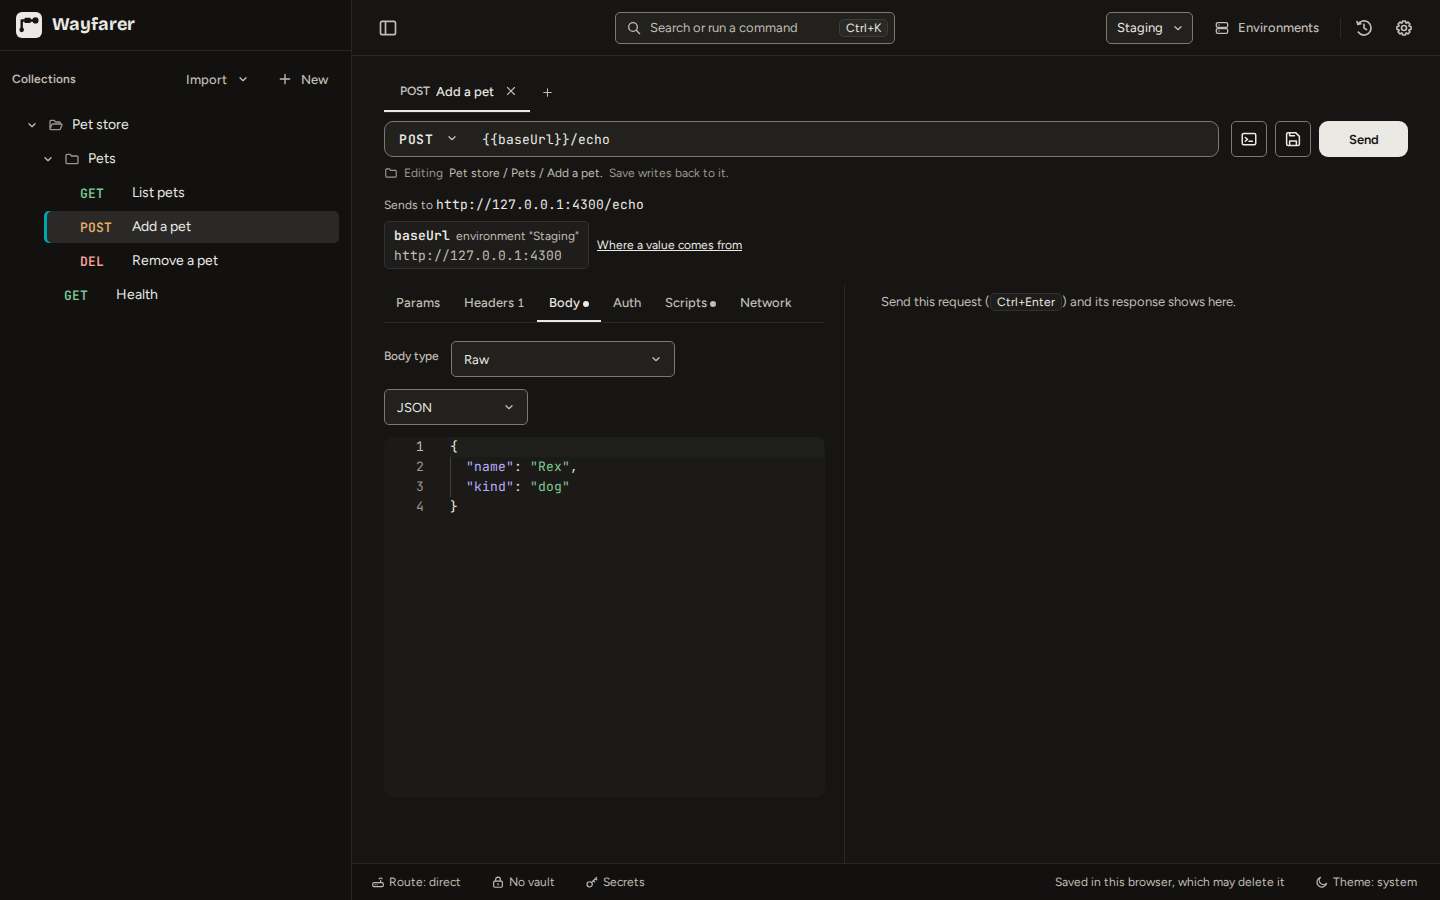 Wayfarer
Search or run a command Ctrl+K
Staging
Environments
Collections
Import
New
Pet store
Pets
GET List pets
POST Add a pet
DEL Remove a pet
GET Health
POST Add a pet
POST {{baseUrl}}/echo
Send
Editing Pet store / Pets / Add a pet. Save writes back to it.
Sends to http://127.0.0.1:4300/echo
baseUrl environment "Staging"
http://127.0.0.1:4300
Where a value comes from
Params Headers 1 Body Auth Scripts Network
Body type Raw
JSON
1 {
2 "name": "Rex",
3 "kind": "dog"
4 }
Send this request (Ctrl+Enter) and its response shows here.
Route: direct
No vault
Secrets
Saved in this browser, which may delete it
Theme: system